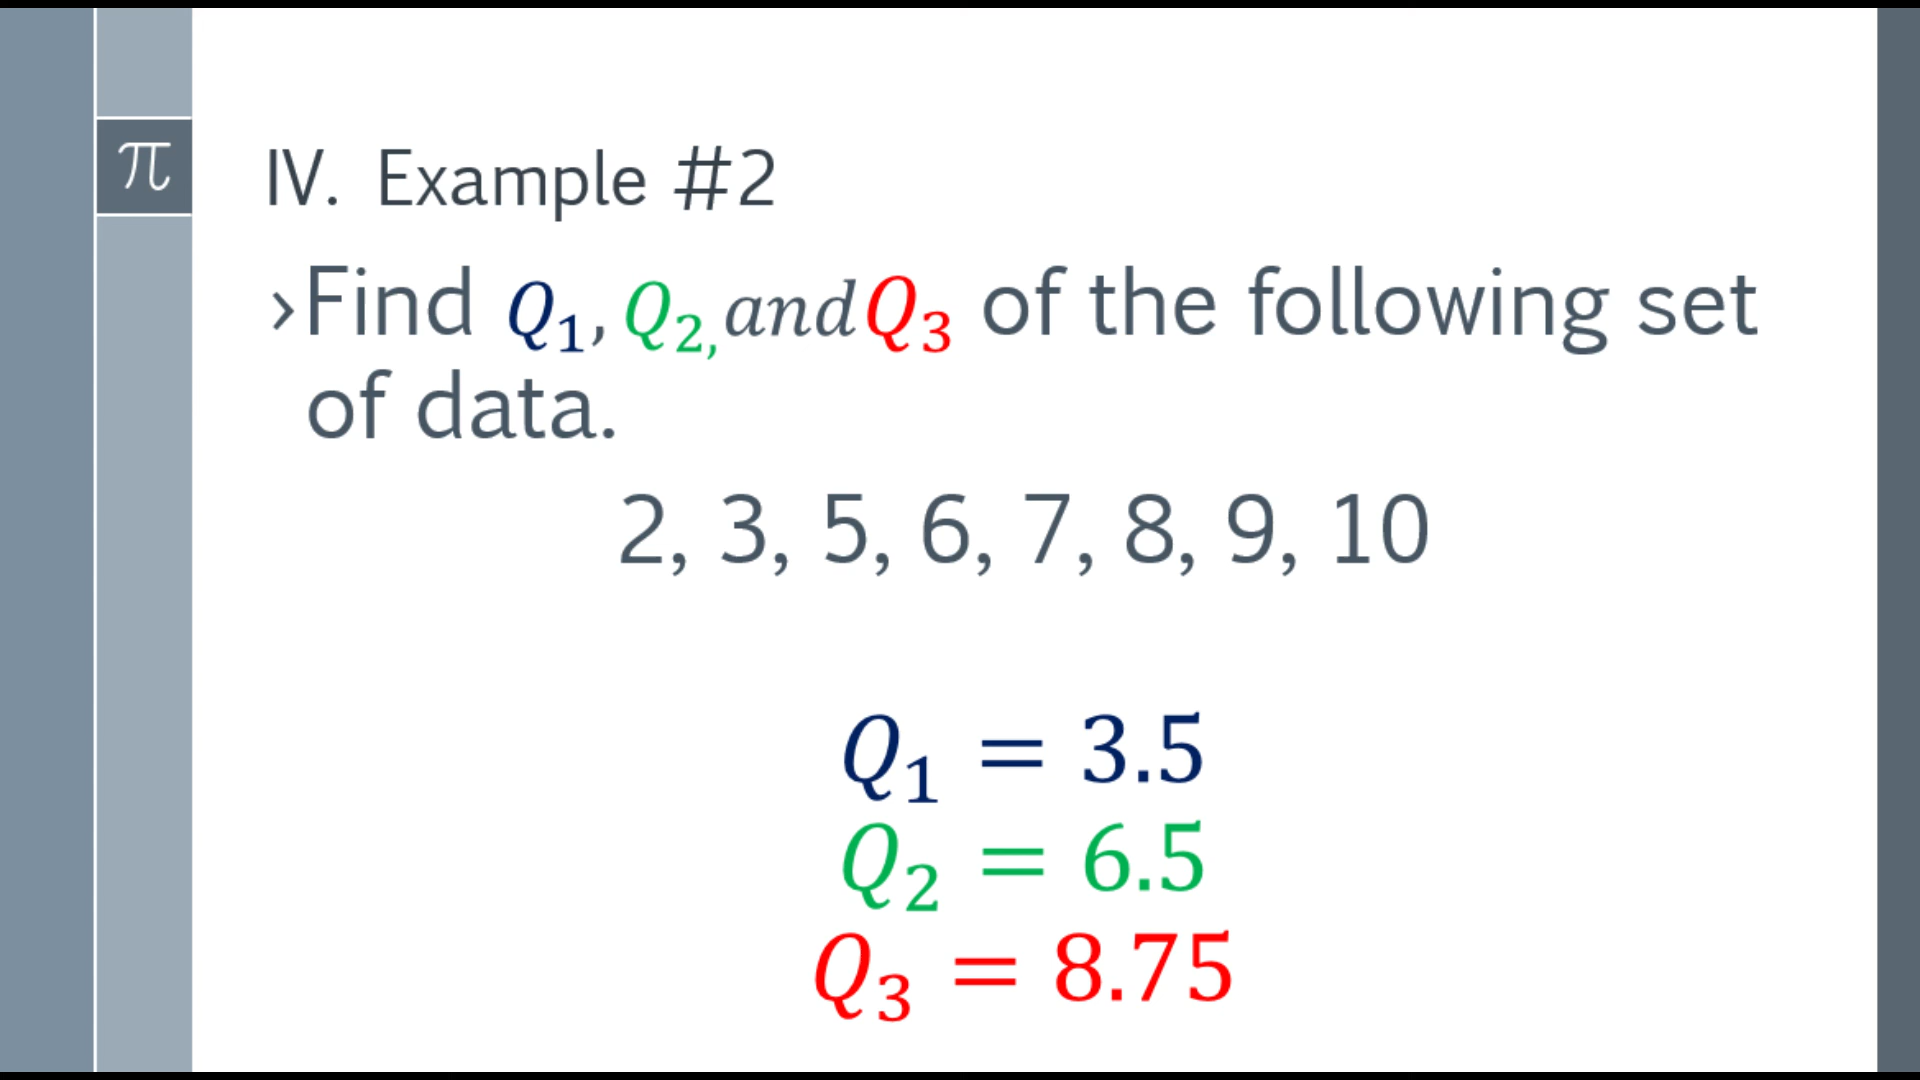 π
IV. Example #2
›Find Q₁, Q₂, and Q₃ of the following set
of data.
2, 3, 5, 6, 7, 8, 9, 10
Q₁ = 3.5
Q₂ = 6.5
Q₃ = 8.75